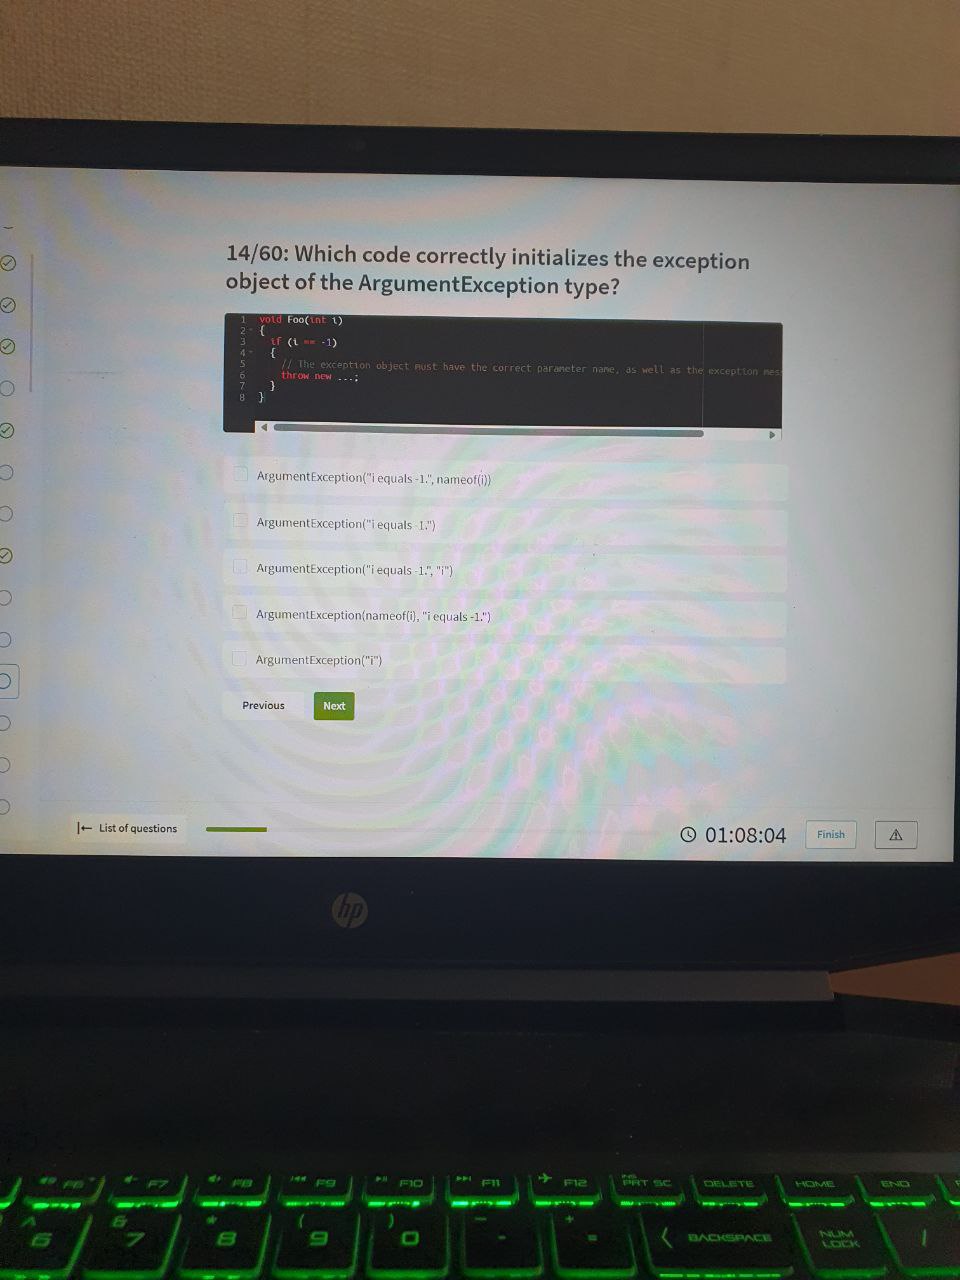 14/60: Which code correctly initializes the exception
object of the ArgumentException type?
1 void Foo(int i)
2 {
3 if (i == -1)
4 {
5 // The exception object must have the correct parameter name, as well as the exception mes
6 throw new ...;
7 }
8 }
ArgumentException("i equals -1.", nameof(i))
ArgumentException("i equals -1.")
ArgumentException("i equals -1.", "i")
ArgumentException(nameof(i), "i equals -1.")
ArgumentException("i")
Previous Next
List of questions 01:08:04 Finish
hp
F6 F7 F8 F9 F10 F11 F12 PRT SC DELETE HOME END
^ 6 & 7 * 8 ( 9 ) 0 - + = BACKSPACE NUM LOCK /